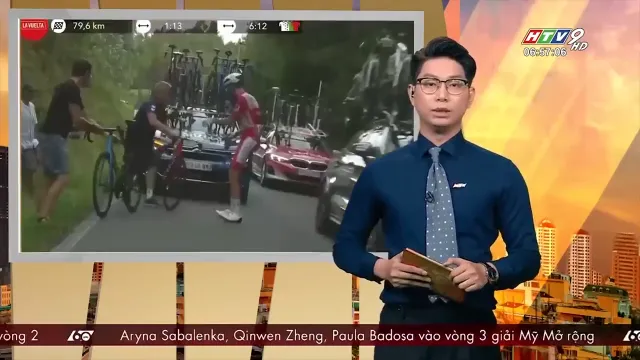 LA VUELTA
79,6 km
1:13
6:12
HTV9 HD
06:57:06
vòng 2
60
Aryna Sabalenka, Qinwen Zheng, Paula Badosa vào vòng 3 giải Mỹ Mở rộng